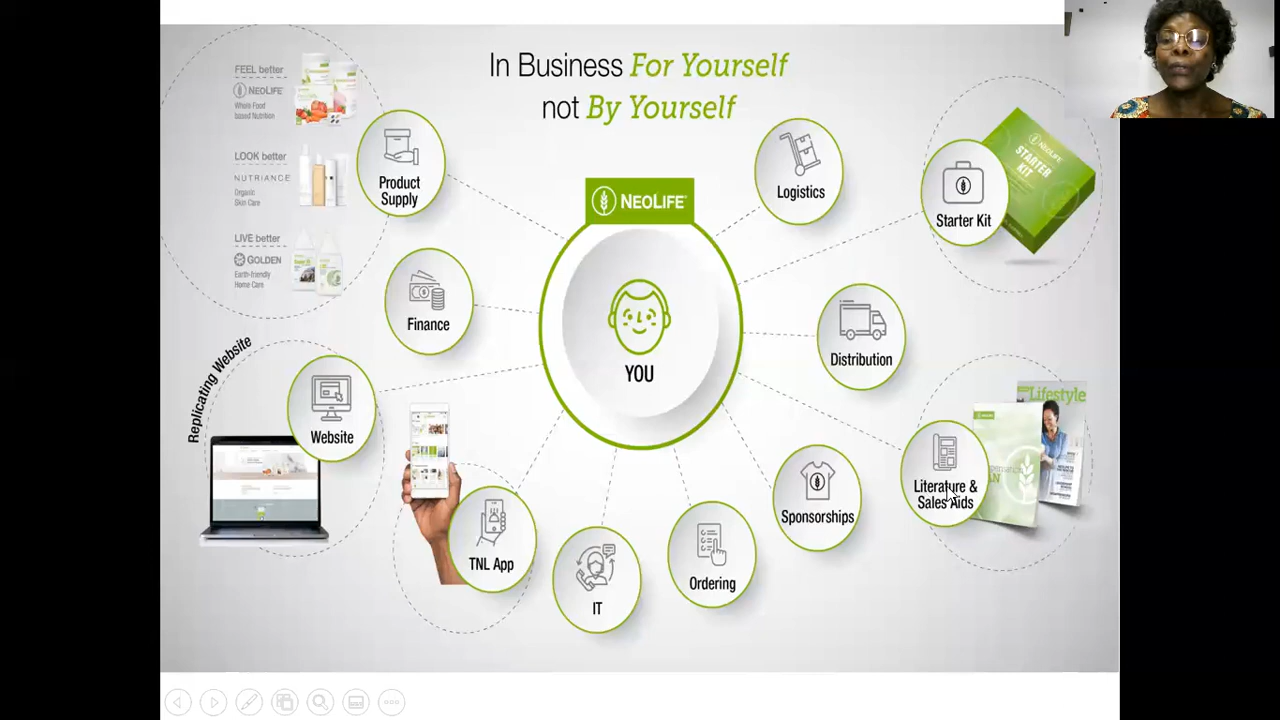 In Business For Yourself
not By Yourself
FEEL better
NEOLIFE
Whole Food
based Nutrition
LOOK better
NUTRIANCE
Organic
Skin Care
LIVE better
GOLDEN
Earth-friendly
Home Care
Product
Supply
NEOLIFE
YOU
Logistics
NEOLIFE
STARTER
KIT
Starter Kit
Finance
Distribution
Replicating Website
Website
TNL App
IT
Ordering
Sponsorships
Lifestyle
Literature &
Sales Aids